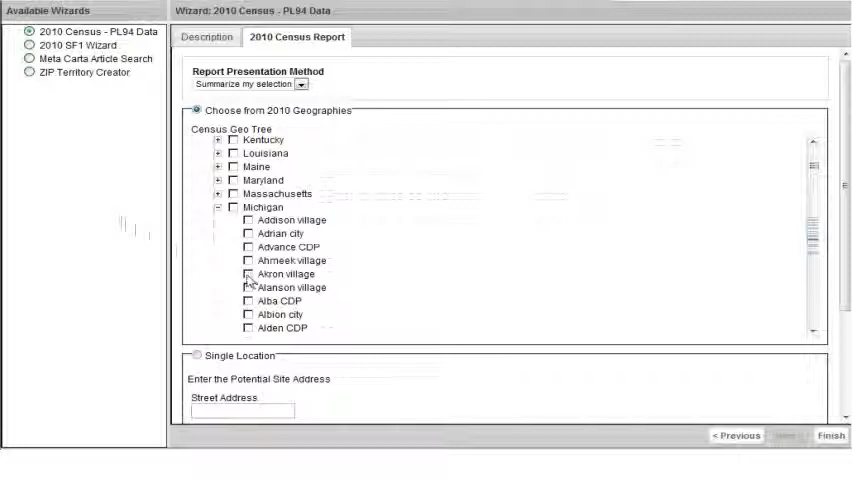 Available Wizards
Wizard: 2010 Census - PL94 Data
2010 Census - PL94 Data
2010 SF1 Wizard
Meta Carta Article Search
ZIP Territory Creator
Description
2010 Census Report
Report Presentation Method
Summarize my selection
Choose from 2010 Geographies
Census Geo Tree
Kentucky
Louisiana
Maine
Maryland
Massachusetts
Michigan
Addison village
Adrian city
Advance CDP
Ahmeek village
Akron village
Alanson village
Alba CDP
Albion city
Alden CDP
Single Location
Enter the Potential Site Address
Street Address
< Previous
Finish